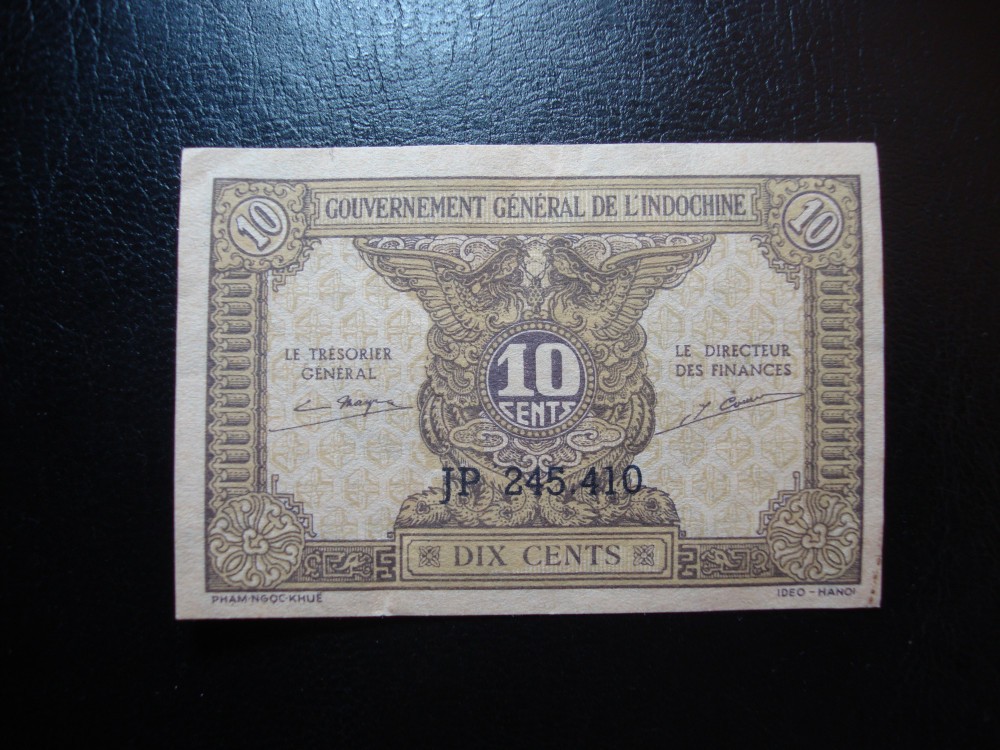 10 GOUVERNEMENT GÉNÉRAL DE L'INDOCHINE 10
LE TRÉSORIER
GÉNÉRAL
10
CENTS
LE DIRECTEUR
DES FINANCES
JP 245.410
DIX CENTS
PHAM-NGỌC-KHUÊ
IDEO - HANOI